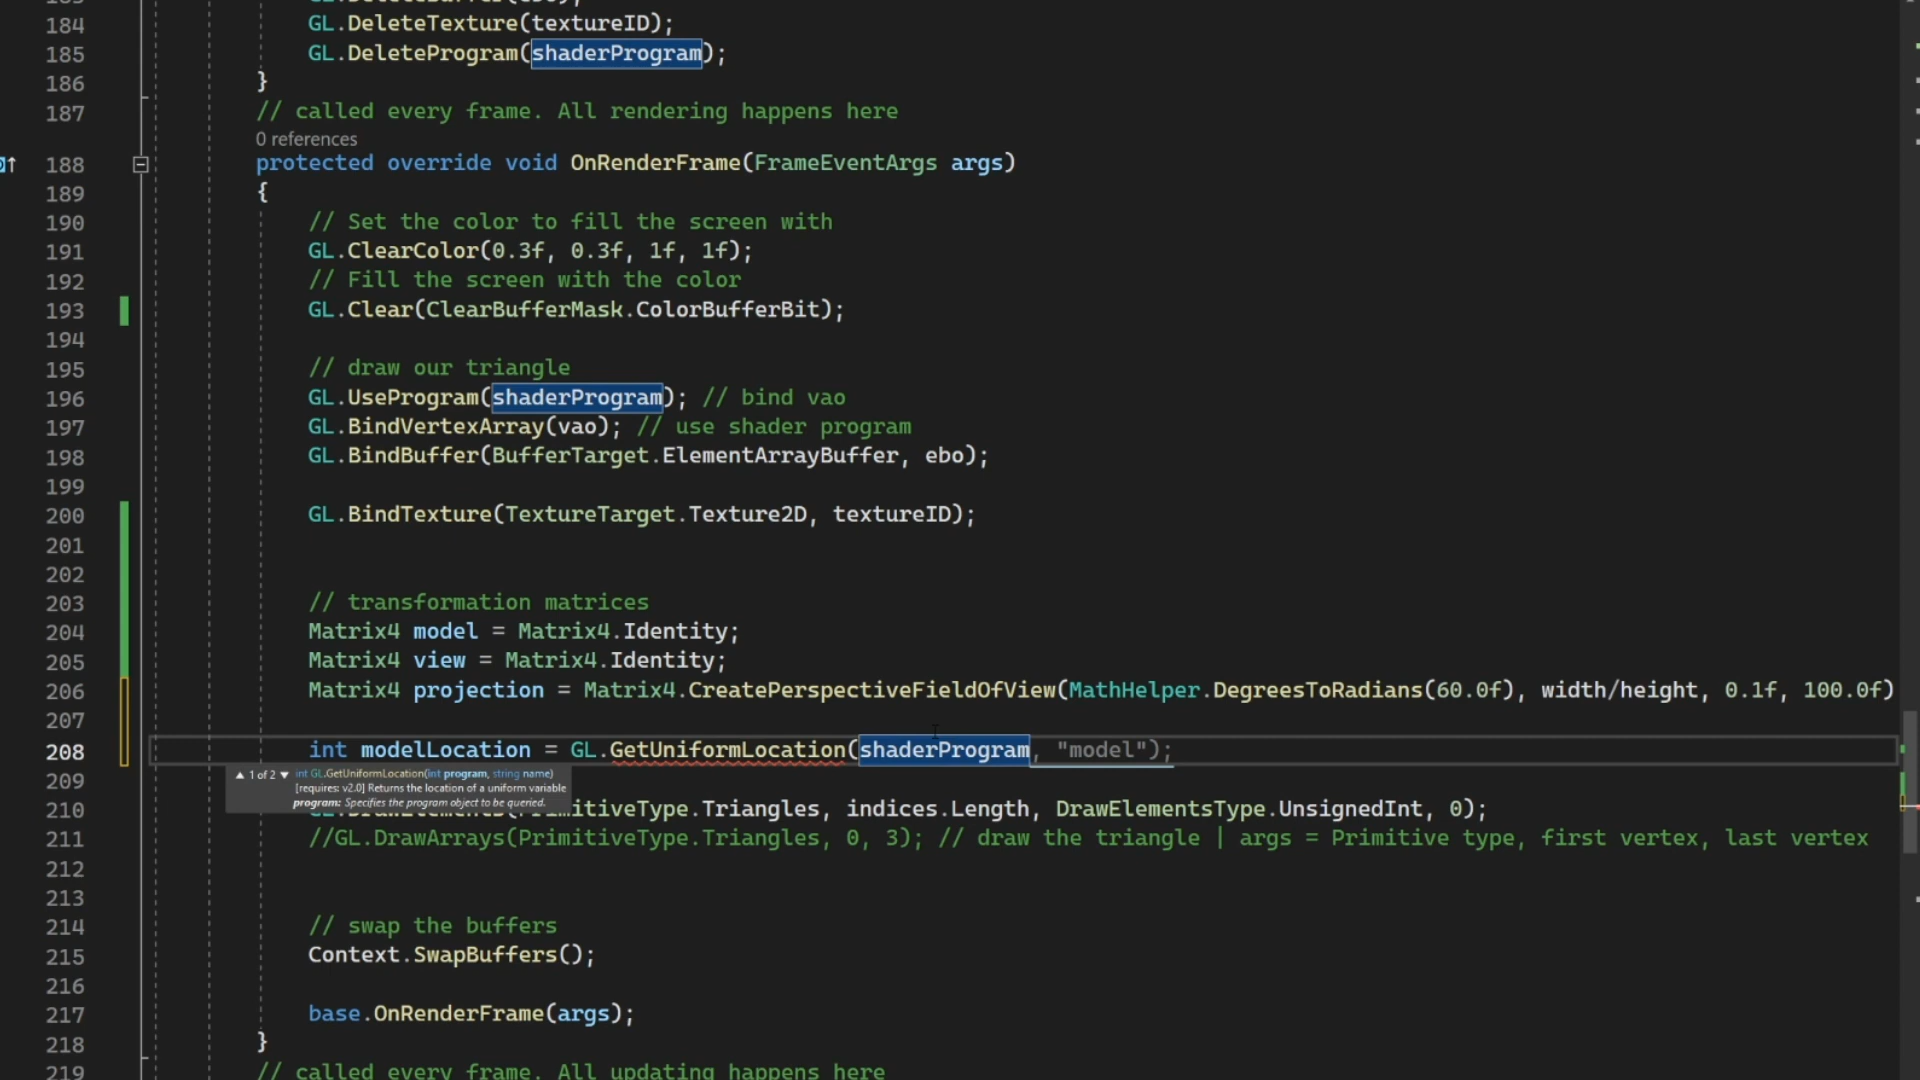 184 GL.DeleteTexture(textureID);
185 GL.DeleteProgram(shaderProgram);
186 }
187 // called every frame. All rendering happens here
0 references
188 protected override void OnRenderFrame(FrameEventArgs args)
189 {
190 // Set the color to fill the screen with
191 GL.ClearColor(0.3f, 0.3f, 1f, 1f);
192 // Fill the screen with the color
193 GL.Clear(ClearBufferMask.ColorBufferBit);
194
195 // draw our triangle
196 GL.UseProgram(shaderProgram); // bind vao
197 GL.BindVertexArray(vao); // use shader program
198 GL.BindBuffer(BufferTarget.ElementArrayBuffer, ebo);
199
200 GL.BindTexture(TextureTarget.Texture2D, textureID);
201
202
203 // transformation matrices
204 Matrix4 model = Matrix4.Identity;
205 Matrix4 view = Matrix4.Identity;
206 Matrix4 projection = Matrix4.CreatePerspectiveFieldOfView(MathHelper.DegreesToRadians(60.0f), width/height, 0.1f, 100.0f)
207
208 int modelLocation = GL.GetUniformLocation(shaderProgram, "model");
▲ 1 of 2 ▼ int GL.GetUniformLocation(int program, string name)
[requires: v2.0] Returns the location of a uniform variable
program: Specifies the program object to be queried.
209
210 PrimitiveType.Triangles, indices.Length, DrawElementsType.UnsignedInt, 0);
211 //GL.DrawArrays(PrimitiveType.Triangles, 0, 3); // draw the triangle | args = Primitive type, first vertex, last vertex
212
213
214 // swap the buffers
215 Context.SwapBuffers();
216
217 base.OnRenderFrame(args);
218 }
219 // called every frame. All updating happens here